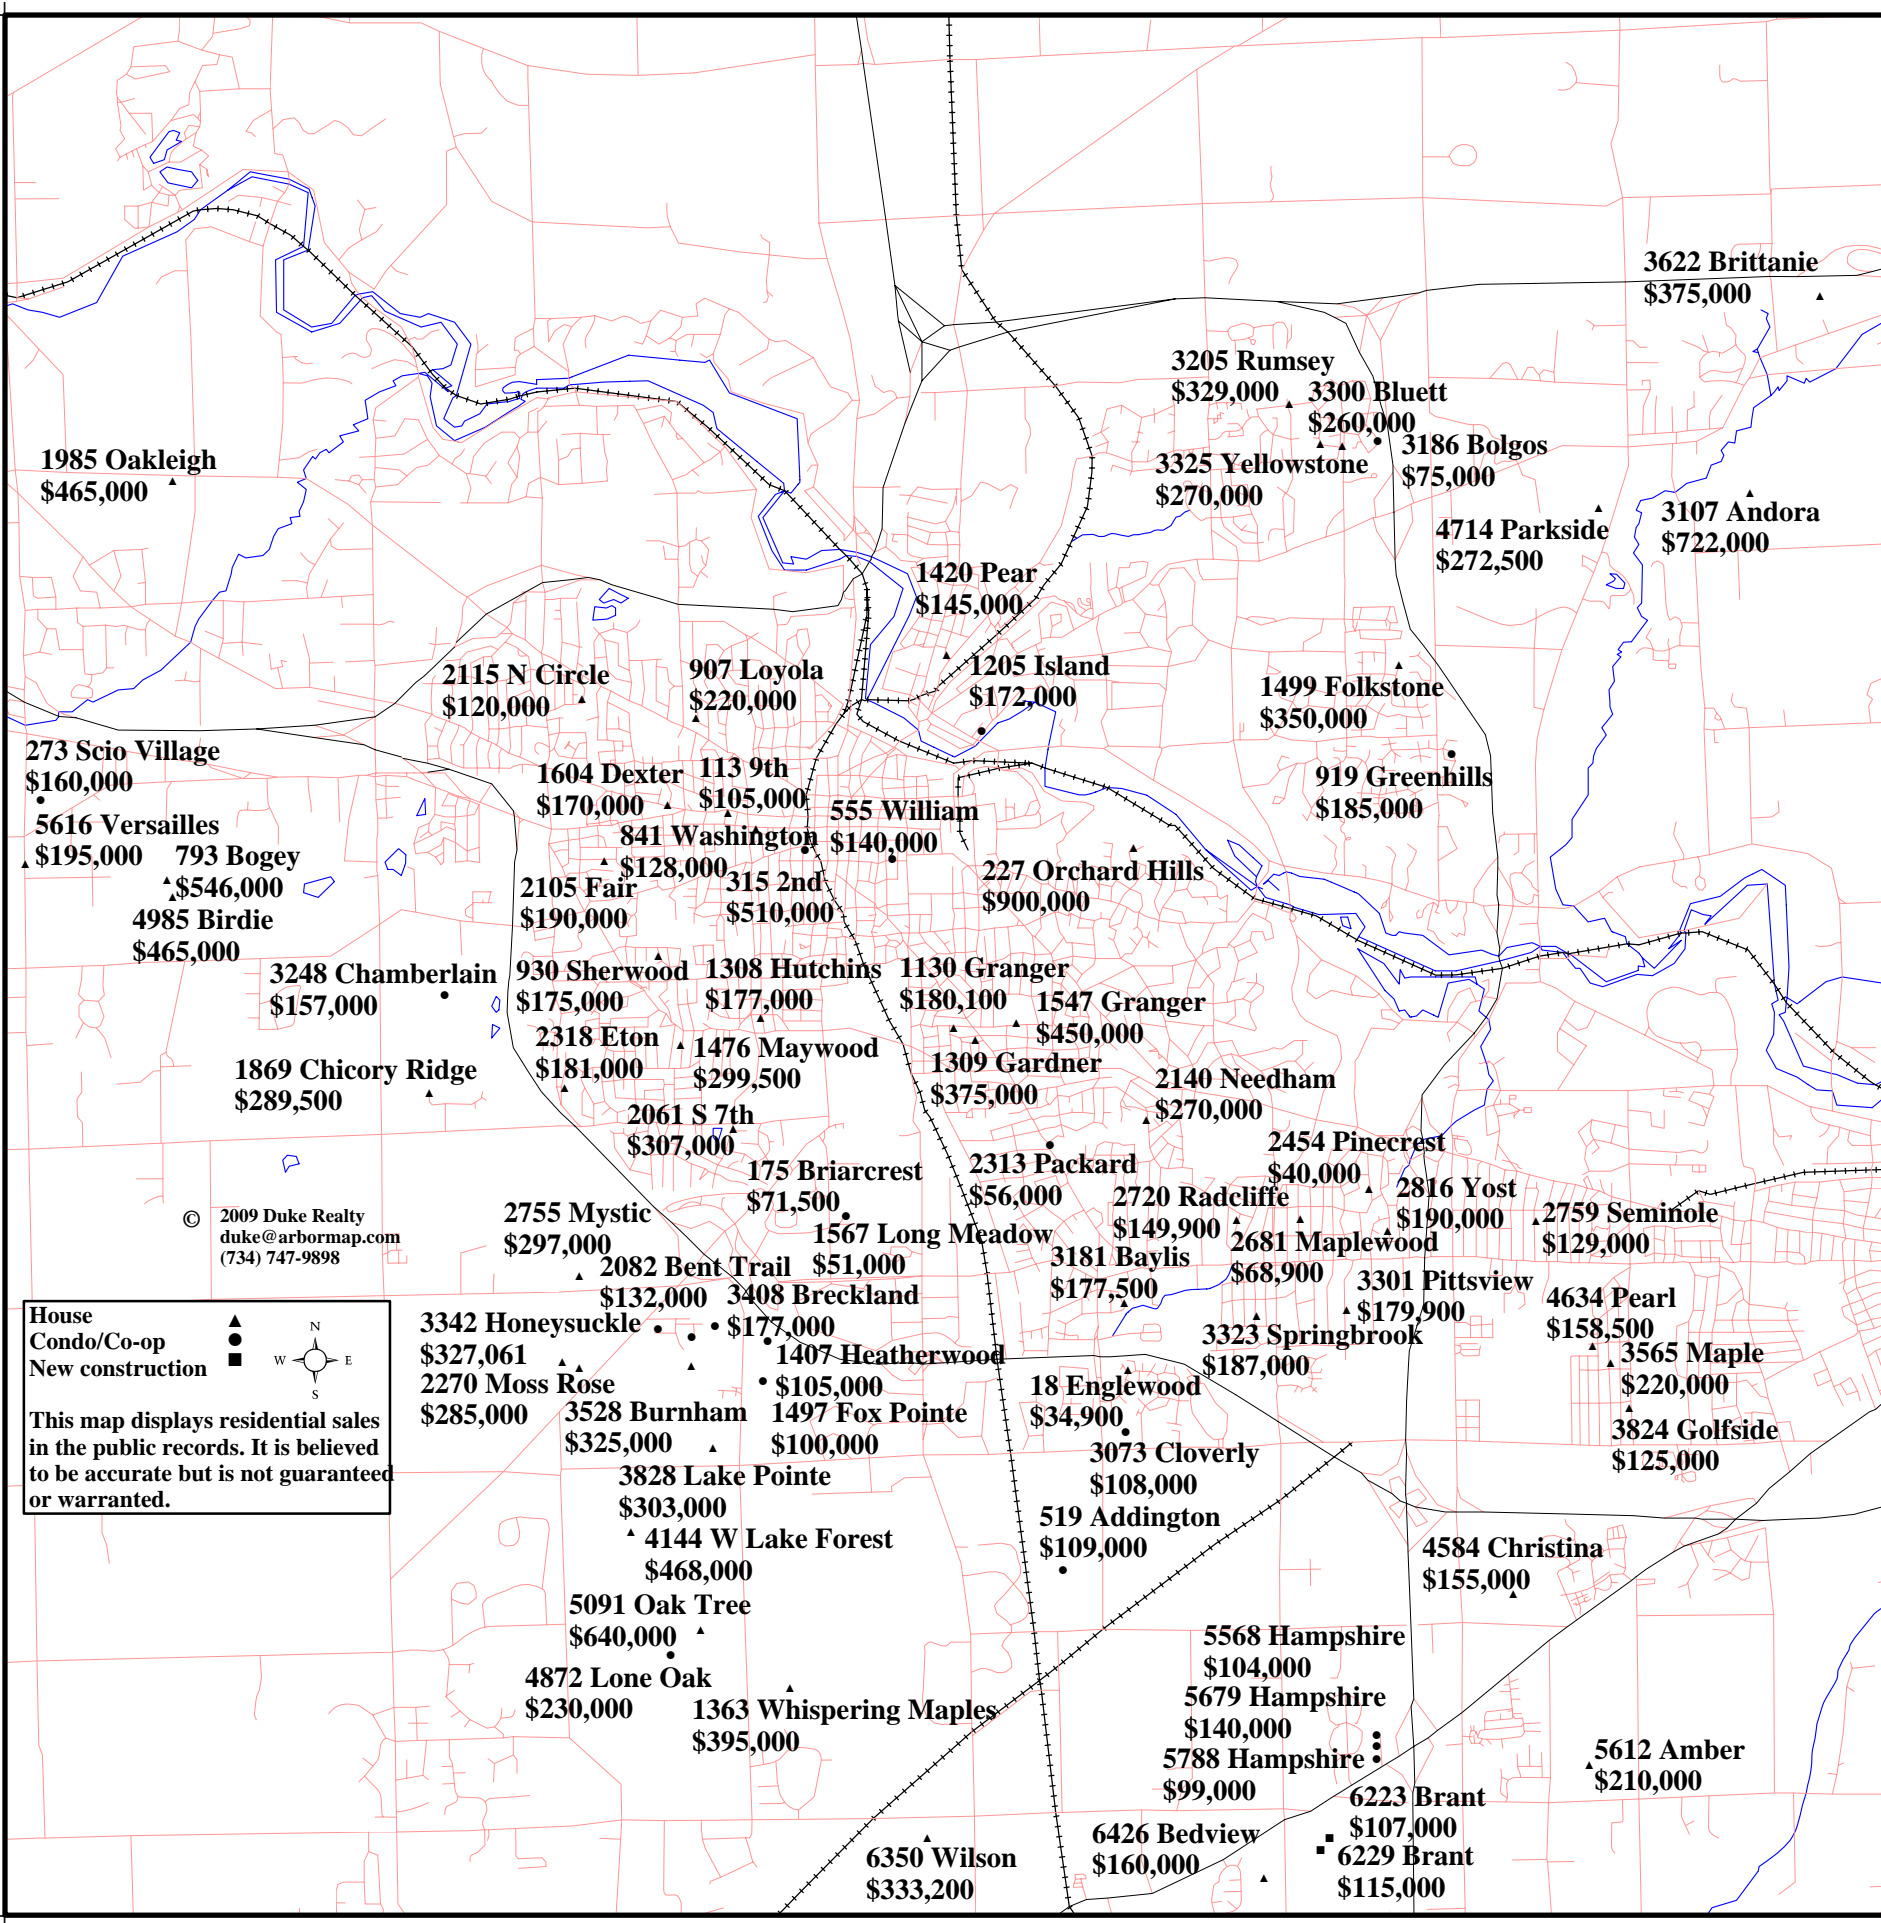 3622 Brittanie
$375,000
3205 Rumsey
$329,000
3300 Bluett
$260,000
3186 Bolgos
$75,000
3325 Yellowstone
$270,000
1985 Oakleigh
$465,000
4714 Parkside
$272,500
3107 Andora
$722,000
1420 Pear
$145,000
2115 N Circle
$120,000
907 Loyola
$220,000
1205 Island
$172,000
1499 Folkstone
$350,000
273 Scio Village
$160,000
1604 Dexter
$170,000
113 9th
$105,000
919 Greenhills
$185,000
5616 Versailles
$195,000
793 Bogey
$546,000
841 Washington
$128,000
555 William
$140,000
2105 Fair
$190,000
315 2nd
$510,000
227 Orchard Hills
$900,000
4985 Birdie
$465,000
3248 Chamberlain
$157,000
930 Sherwood
$175,000
1308 Hutchins
$177,000
1130 Granger
$180,100
1547 Granger
$450,000
2318 Eton
$181,000
1476 Maywood
$299,500
1309 Gardner
$375,000
1869 Chicory Ridge
$289,500
2140 Needham
$270,000
2061 S 7th
$307,000
2454 Pinecrest
$40,000
175 Briarcrest
$71,500
2313 Packard
$56,000
2720 Radcliffe
$149,900
2816 Yost
$190,000
2759 Seminole
$129,000
© 2009 Duke Realty
duke@arbormap.com
(734) 747-9898
2755 Mystic
$297,000
1567 Long Meadow
$51,000
2681 Maplewood
$68,900
3181 Baylis
$177,500
2082 Bent Trail
$132,000
3408 Breckland
$177,000
3301 Pittsview
$179,900
4634 Pearl
$158,500
3342 Honeysuckle
$327,061
3323 Springbrook
$187,000
1407 Heatherwood
$105,000
3565 Maple
$220,000
2270 Moss Rose
$285,000
18 Englewood
$34,900
3528 Burnham
$325,000
1497 Fox Pointe
$100,000
3824 Golfside
$125,000
3073 Cloverly
$108,000
3828 Lake Pointe
$303,000
519 Addington
$109,000
4144 W Lake Forest
$468,000
4584 Christina
$155,000
5091 Oak Tree
$640,000
5568 Hampshire
$104,000
4872 Lone Oak
$230,000
5679 Hampshire
$140,000
1363 Whispering Maples
$395,000
5788 Hampshire
$99,000
5612 Amber
$210,000
6223 Brant
$107,000
6426 Bedview
$160,000
6350 Wilson
$333,200
6229 Brant
$115,000
House
Condo/Co-op
New construction
N
W E
S
This map displays residential sales
in the public records. It is believed
to be accurate but is not guaranteed
or warranted.